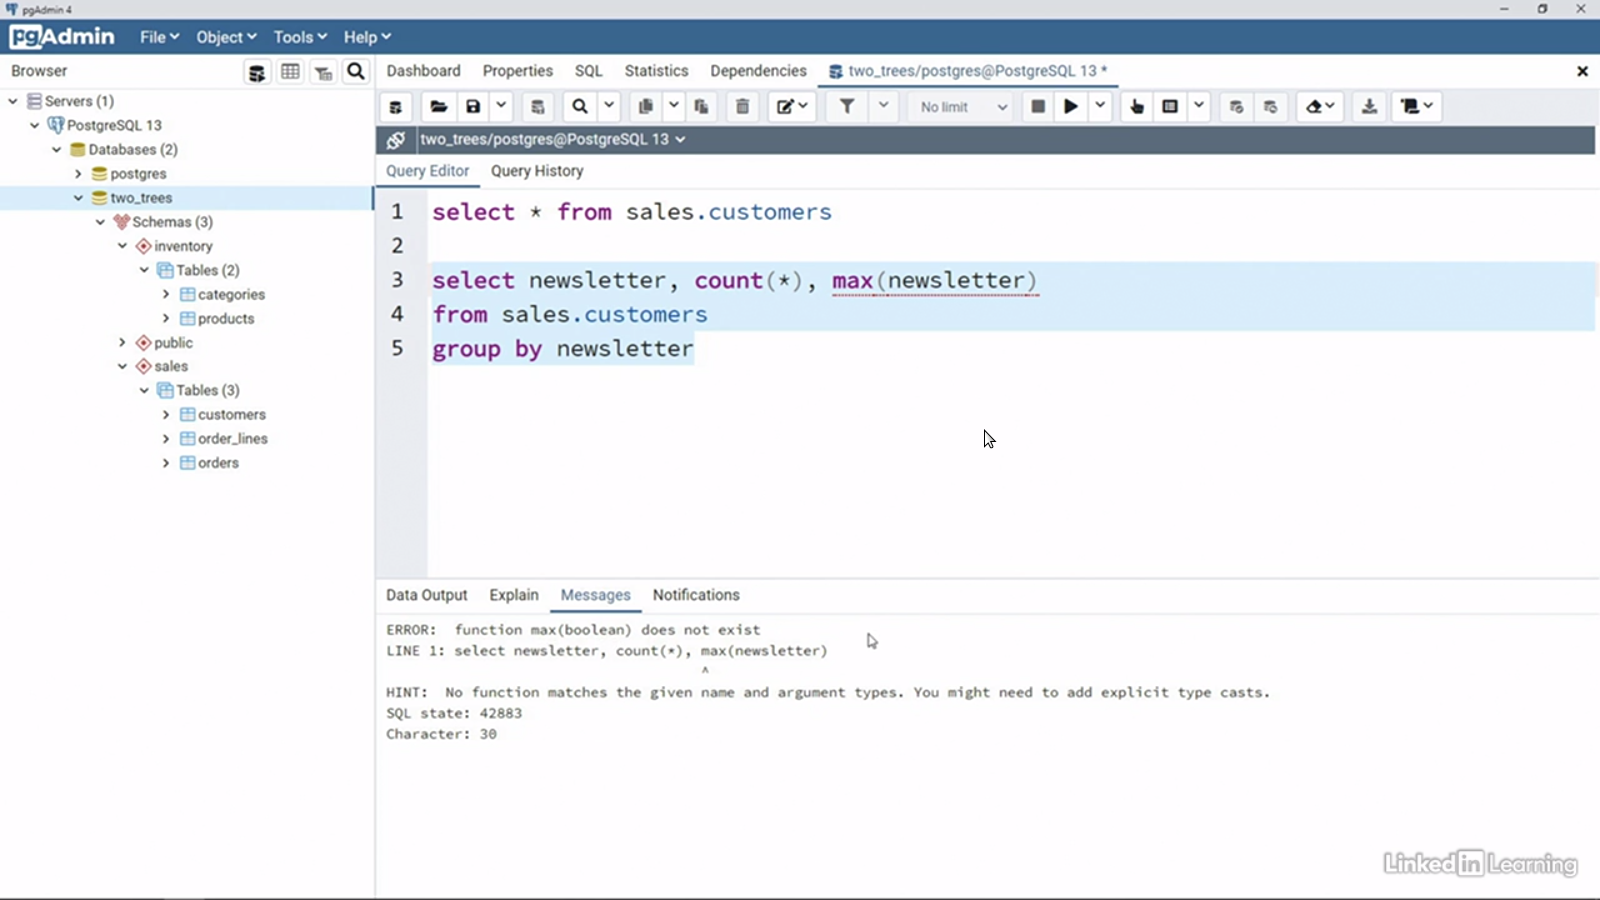 pgAdmin 4
pgAdmin File Object Tools Help
Browser
Dashboard Properties SQL Statistics Dependencies two_trees/postgres@PostgreSQL 13 *
No limit
two_trees/postgres@PostgreSQL 13
Servers (1)
PostgreSQL 13
Databases (2)
postgres
two_trees
Schemas (3)
inventory
Tables (2)
categories
products
public
sales
Tables (3)
customers
order_lines
orders
Query Editor Query History
1 select * from sales.customers
2
3 select newsletter, count(*), max(newsletter)
4 from sales.customers
5 group by newsletter
Data Output Explain Messages Notifications
ERROR: function max(boolean) does not exist
LINE 1: select newsletter, count(*), max(newsletter)
^
HINT: No function matches the given name and argument types. You might need to add explicit type casts.
SQL state: 42883
Character: 30
LinkedIn Learning